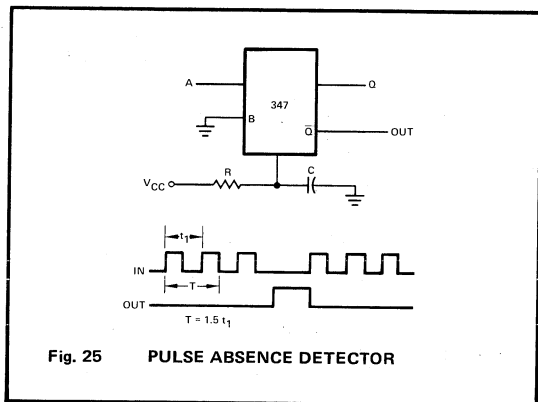 A
347
Q
B
Q̅
OUT
R
C
VCC
t1
IN
T
OUT
T = 1.5 t1
Fig. 25 PULSE ABSENCE DETECTOR